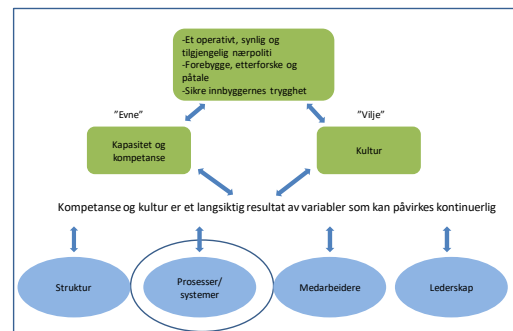 -Et operativt, synlig og
tilgjengelig nærpoliti
-Forebygge, etterforske og
påtale
-Sikre innbyggernes trygghet
”Evne”
”Vilje”
Kapasitet og
kompetanse
Kultur
Kompetanse og kultur er et langsiktig resultat av variabler som kan påvirkes kontinuerlig
Struktur
Prosesser/
systemer
Medarbeidere
Lederskap